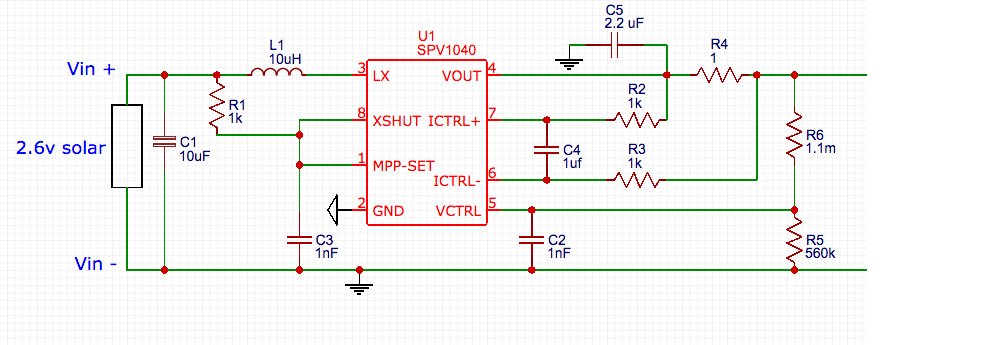 C5
2.2 uF
U1
SPV1040
L1
10uH
R4
1
Vin +
3
LX
VOUT
4
R1
1k
R2
1k
8
XSHUT
ICTRL+
7
2.6v solar
C1
10uF
C4
1uf
R3
1k
R6
1.1m
1
MPP-SET
ICTRL-
6
2
GND
VCTRL
5
Vin -
C3
1nF
C2
1nF
R5
560k